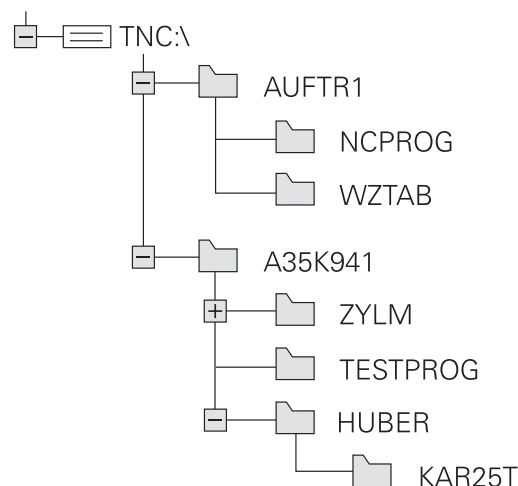 TNC:\
AUFTR1
NCPROG
WZTAB
A35K941
ZYLM
TESTPROG
HUBER
KAR25T